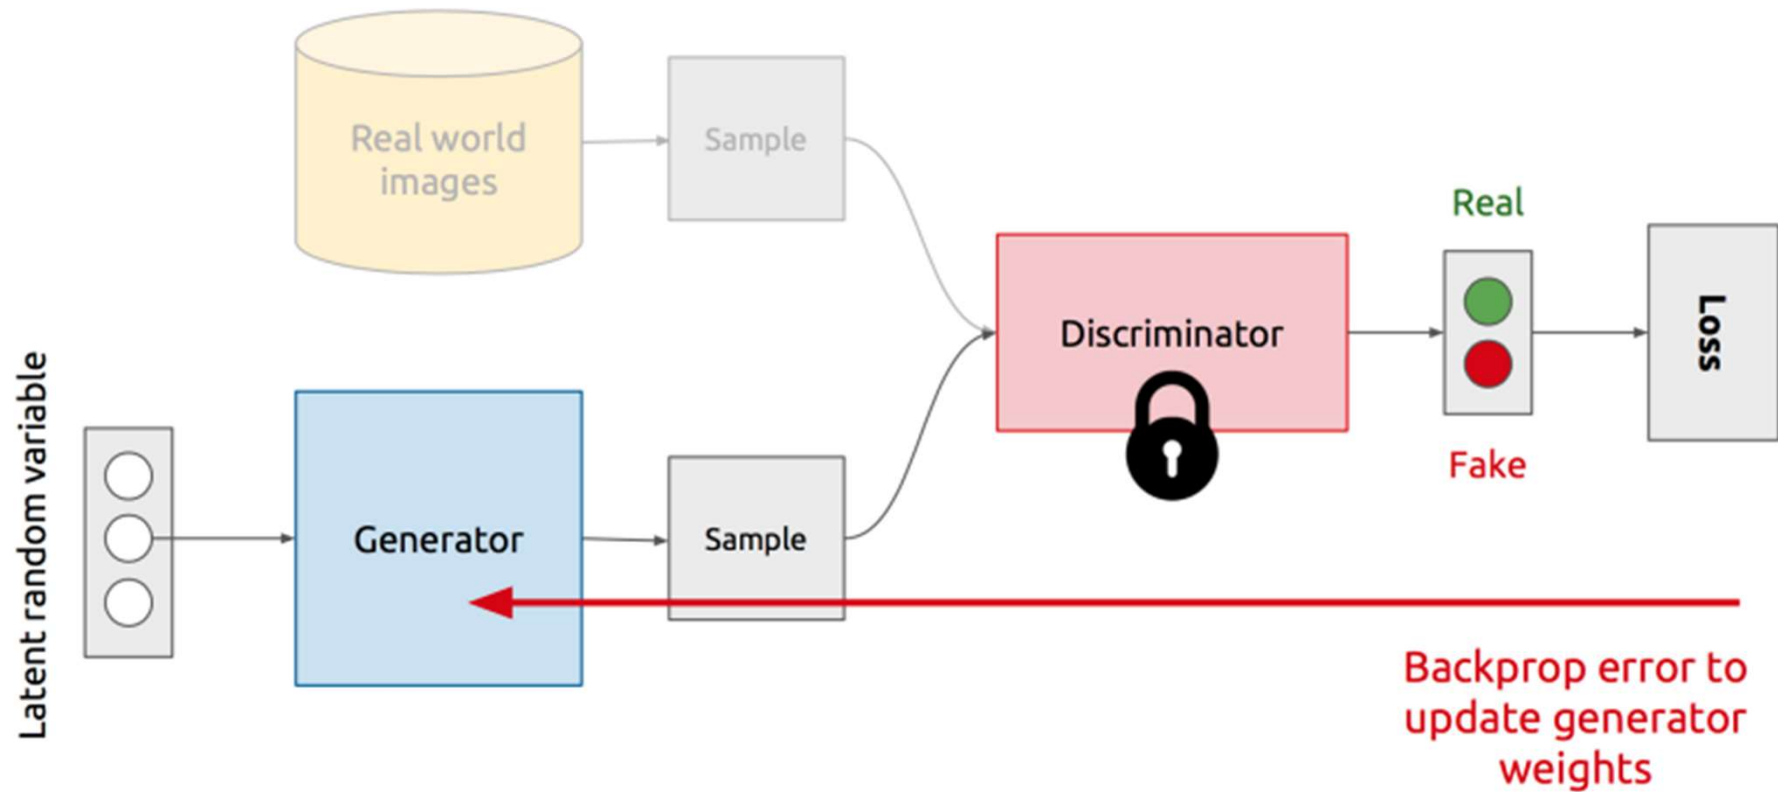 Real world
images
Sample
Real
Discriminator
Loss
Fake
Latent random variable
Generator
Sample
Backprop error to
update generator
weights